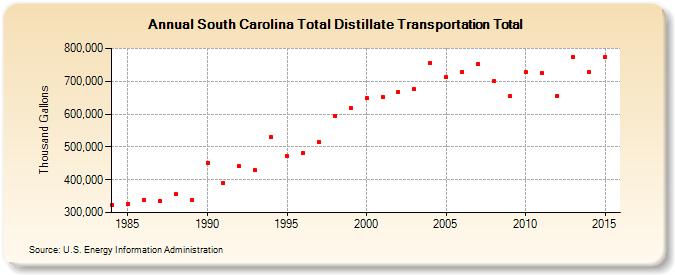 Annual South Carolina Total Distillate Transportation Total
Thousand Gallons
800,000
700,000
600,000
500,000
400,000
300,000
1985 1990 1995 2000 2005 2010 2015
Source: U.S. Energy Information Administration